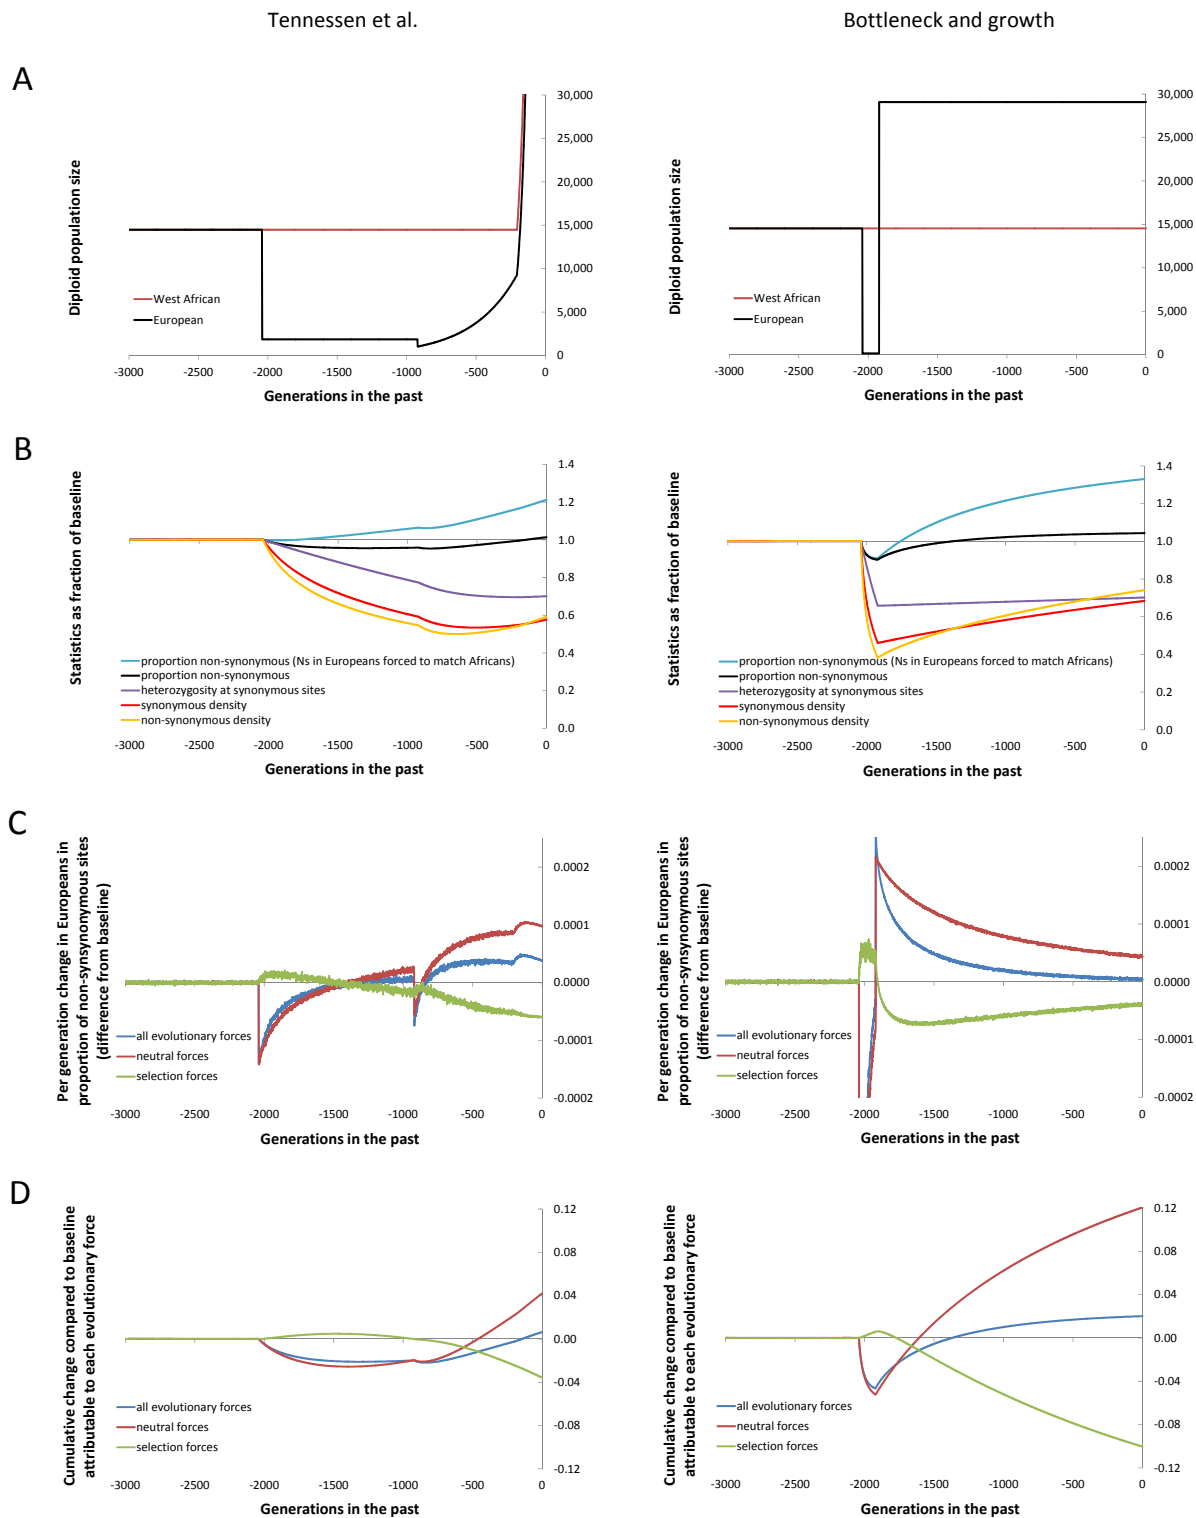 Tennessen et al.
Bottleneck and growth
A
Diploid population size
30,000
25,000
20,000
15,000
10,000
5,000
0
West African
European
-3000 -2500 -2000 -1500 -1000 -500 0
Generations in the past
Diploid population size
30,000
25,000
20,000
15,000
10,000
5,000
0
West African
European
-3000 -2500 -2000 -1500 -1000 -500 0
Generations in the past
B
Statistics as fraction of baseline
1.4
1.2
1.0
0.8
0.6
0.4
0.2
0.0
proportion non-synonymous (Ns in Europeans forced to match Africans)
proportion non-synonymous
heterozygosity at synonymous sites
synonymous density
non-synonymous density
-3000 -2500 -2000 -1500 -1000 -500 0
Generations in the past
Statistics as fraction of baseline
1.4
1.2
1.0
0.8
0.6
0.4
0.2
0.0
proportion non-synonymous (Ns in Europeans forced to match Africans)
proportion non-synonymous
heterozygosity at synonymous sites
synonymous density
non-synonymous density
-3000 -2500 -2000 -1500 -1000 -500 0
Generations in the past
C
Per generation change in Europeans in
proportion of non-synsynonymous sites
(difference from baseline)
0.0002
0.0001
0.0000
-0.0001
-0.0002
all evolutionary forces
neutral forces
selection forces
-3000 -2500 -2000 -1500 -1000 -500 0
Generations in the past
Per generation change in Europeans in
proportion of non-synsynonymous sites
(difference from baseline)
0.0002
0.0001
0.0000
-0.0001
-0.0002
all evolutionary forces
neutral forces
selection forces
-3000 -2500 -2000 -1500 -1000 -500 0
Generations in the past
D
Cumulative change compared to baseline
attributable to each evolutionary force
0.12
0.08
0.04
0.00
-0.04
-0.08
-0.12
all evolutionary forces
neutral forces
selection forces
-3000 -2500 -2000 -1500 -1000 -500 0
Generations in the past
Cumulative change compared to baseline
attributable to each evolutionary force
0.12
0.08
0.04
0.00
-0.04
-0.08
-0.12
all evolutionary forces
neutral forces
selection forces
-3000 -2500 -2000 -1500 -1000 -500 0
Generations in the past